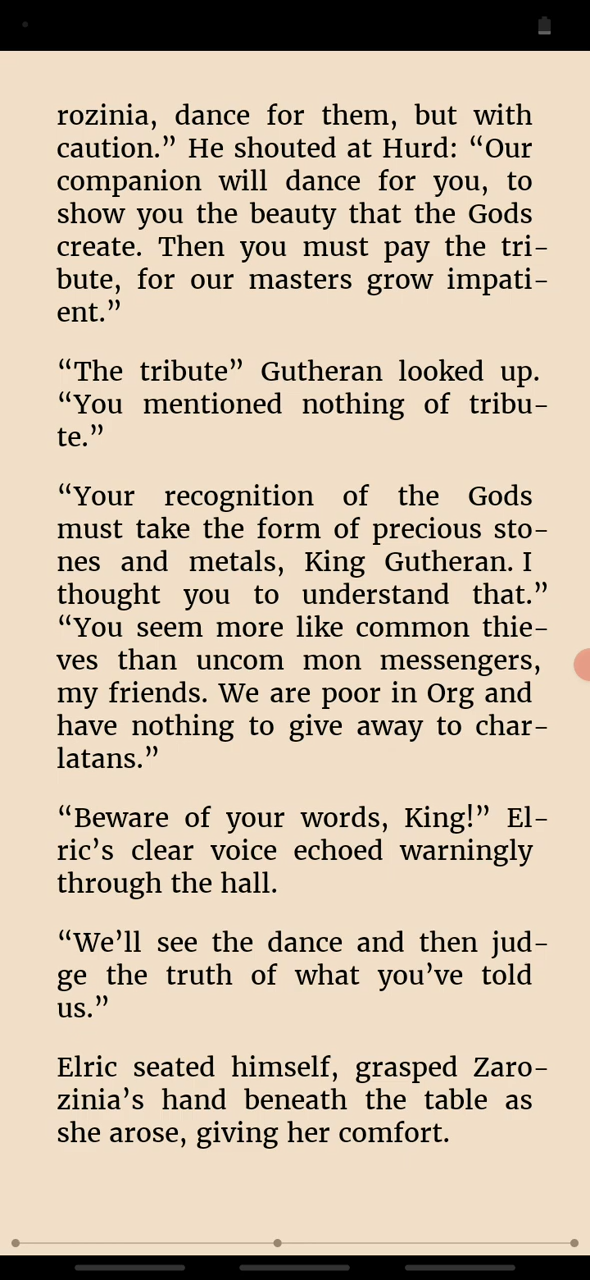 rozinia, dance for them, but with
caution.” He shouted at Hurd: “Our
companion will dance for you, to
show you the beauty that the Gods
create. Then you must pay the tri-
bute, for our masters grow impati-
ent.”
“The tribute” Gutheran looked up.
“You mentioned nothing of tribu-
te.”
“Your recognition of the Gods
must take the form of precious sto-
nes and metals, King Gutheran. I
thought you to understand that.”
“You seem more like common thie-
ves than uncom mon messengers,
my friends. We are poor in Org and
have nothing to give away to char-
latans.”
“Beware of your words, King!” El-
ric’s clear voice echoed warningly
through the hall.
“We’ll see the dance and then jud-
ge the truth of what you’ve told
us.”
Elric seated himself, grasped Zaro-
zinia’s hand beneath the table as
she arose, giving her comfort.